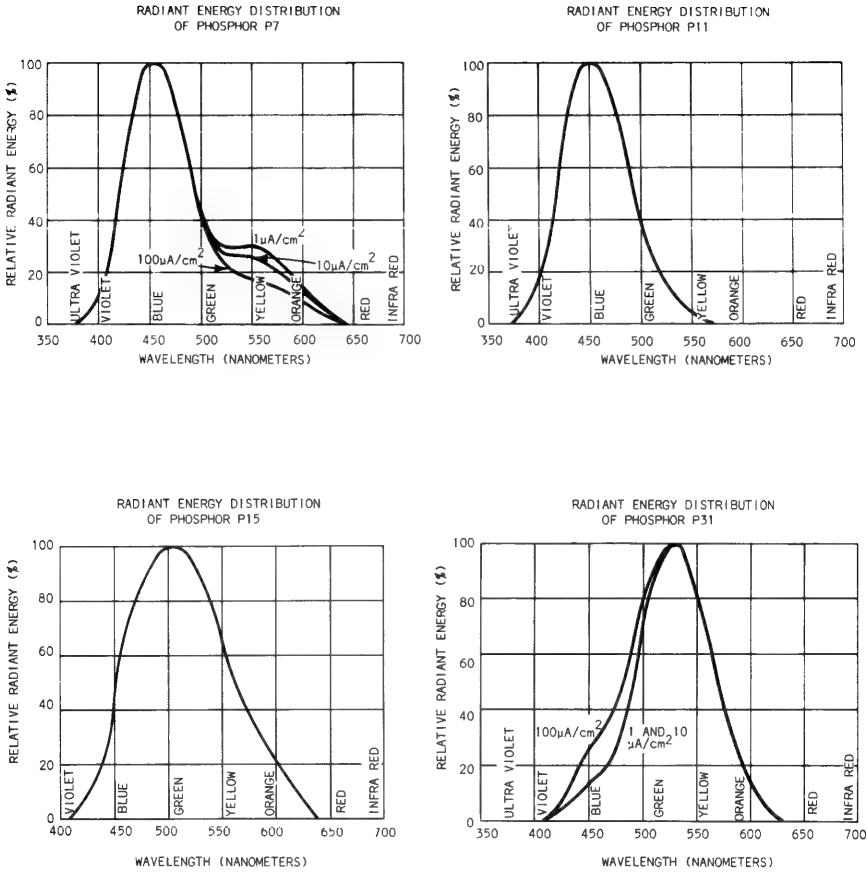 RADIANT ENERGY DISTRIBUTION
OF PHOSPHOR P7
RELATIVE RADIANT ENERGY (%)
100
80
60
40
20
0
1µA/cm²
100µA/cm²
10µA/cm²
ULTRA VIOLET
VIOLET
BLUE
GREEN
YELLOW
ORANGE
RED
INFRA RED
350 400 450 500 550 600 650 700
WAVELENGTH (NANOMETERS)
RADIANT ENERGY DISTRIBUTION
OF PHOSPHOR P11
RELATIVE RADIANT ENERGY (%)
100
80
60
40
20
0
ULTRA VIOLET
VIOLET
BLUE
GREEN
YELLOW
ORANGE
RED
INFRA RED
350 400 450 500 550 600 650 700
WAVELENGTH (NANOMETERS)
RADIANT ENERGY DISTRIBUTION
OF PHOSPHOR P15
RELATIVE RADIANT ENERGY (%)
100
80
60
40
20
0
VIOLET
BLUE
GREEN
YELLOW
ORANGE
RED
INFRA RED
400 450 500 550 600 650 700
WAVELENGTH (NANOMETERS)
RADIANT ENERGY DISTRIBUTION
OF PHOSPHOR P31
RELATIVE RADIANT ENERGY (%)
100
80
60
40
20
0
100µA/cm²
1 AND 10
µA/cm²
ULTRA VIOLET
VIOLET
BLUE
GREEN
YELLOW
ORANGE
RED
INFRA RED
350 400 450 500 550 600 650 700
WAVELENGTH (NANOMETERS)